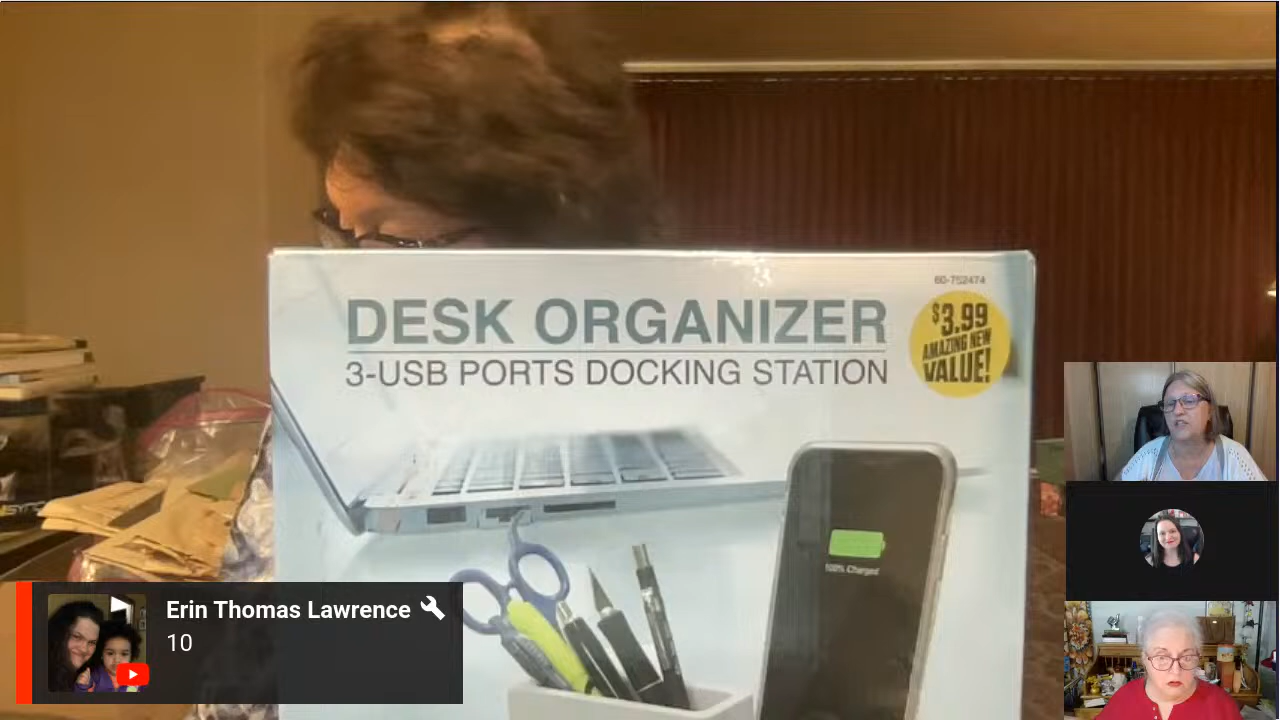 60-752474
DESK ORGANIZER
$3.99
AMAZING NEW
VALUE!
3-USB PORTS DOCKING STATION
100% Charged
Erin Thomas Lawrence
10